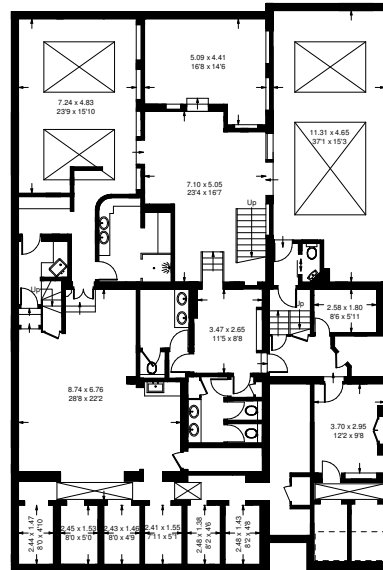 5.09 x 4.41
16'8 x 14'6
7.24 x 4.83
23'9 x 15'10
11.31 x 4.65
37'1 x 15'3
7.10 x 5.05
23'4 x 16'7
Up
Up
Up
2.58 x 1.80
8'6 x 5'11
3.47 x 2.65
11'5 x 8'8
8.74 x 6.76
28'8 x 22'2
3.70 x 2.95
12'2 x 9'8
2.44 x 1.47
8'0 x 4'10
2.45 x 1.53
8'0 x 5'0
2.43 x 1.46
8'0 x 4'9
2.41 x 1.55
7'11 x 5'1
2.48 x 1.38
8'2 x 4'6
2.48 x 1.43
8'2 x 4'8